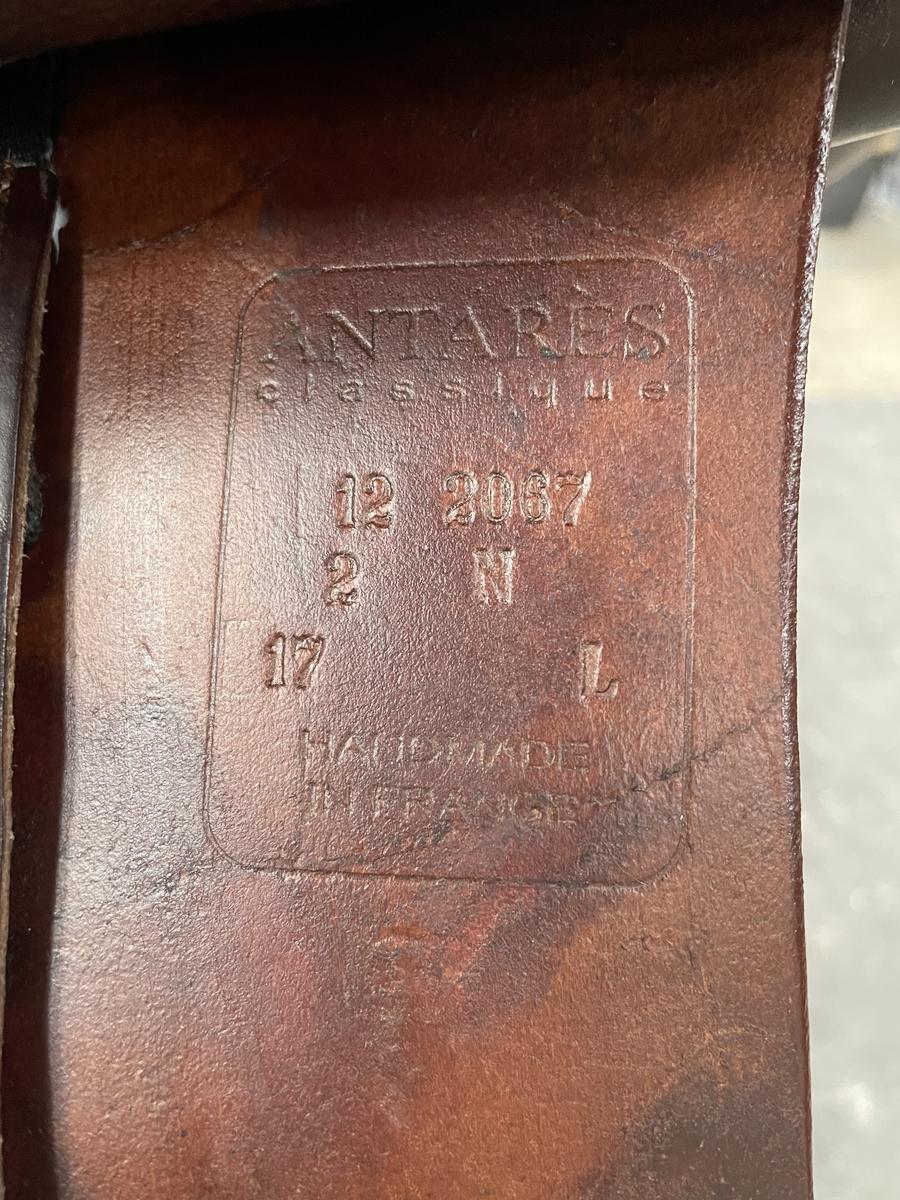 ANTARÈS
classique
12 2067
2 N
17 L
HANDMADE
IN FRANCE